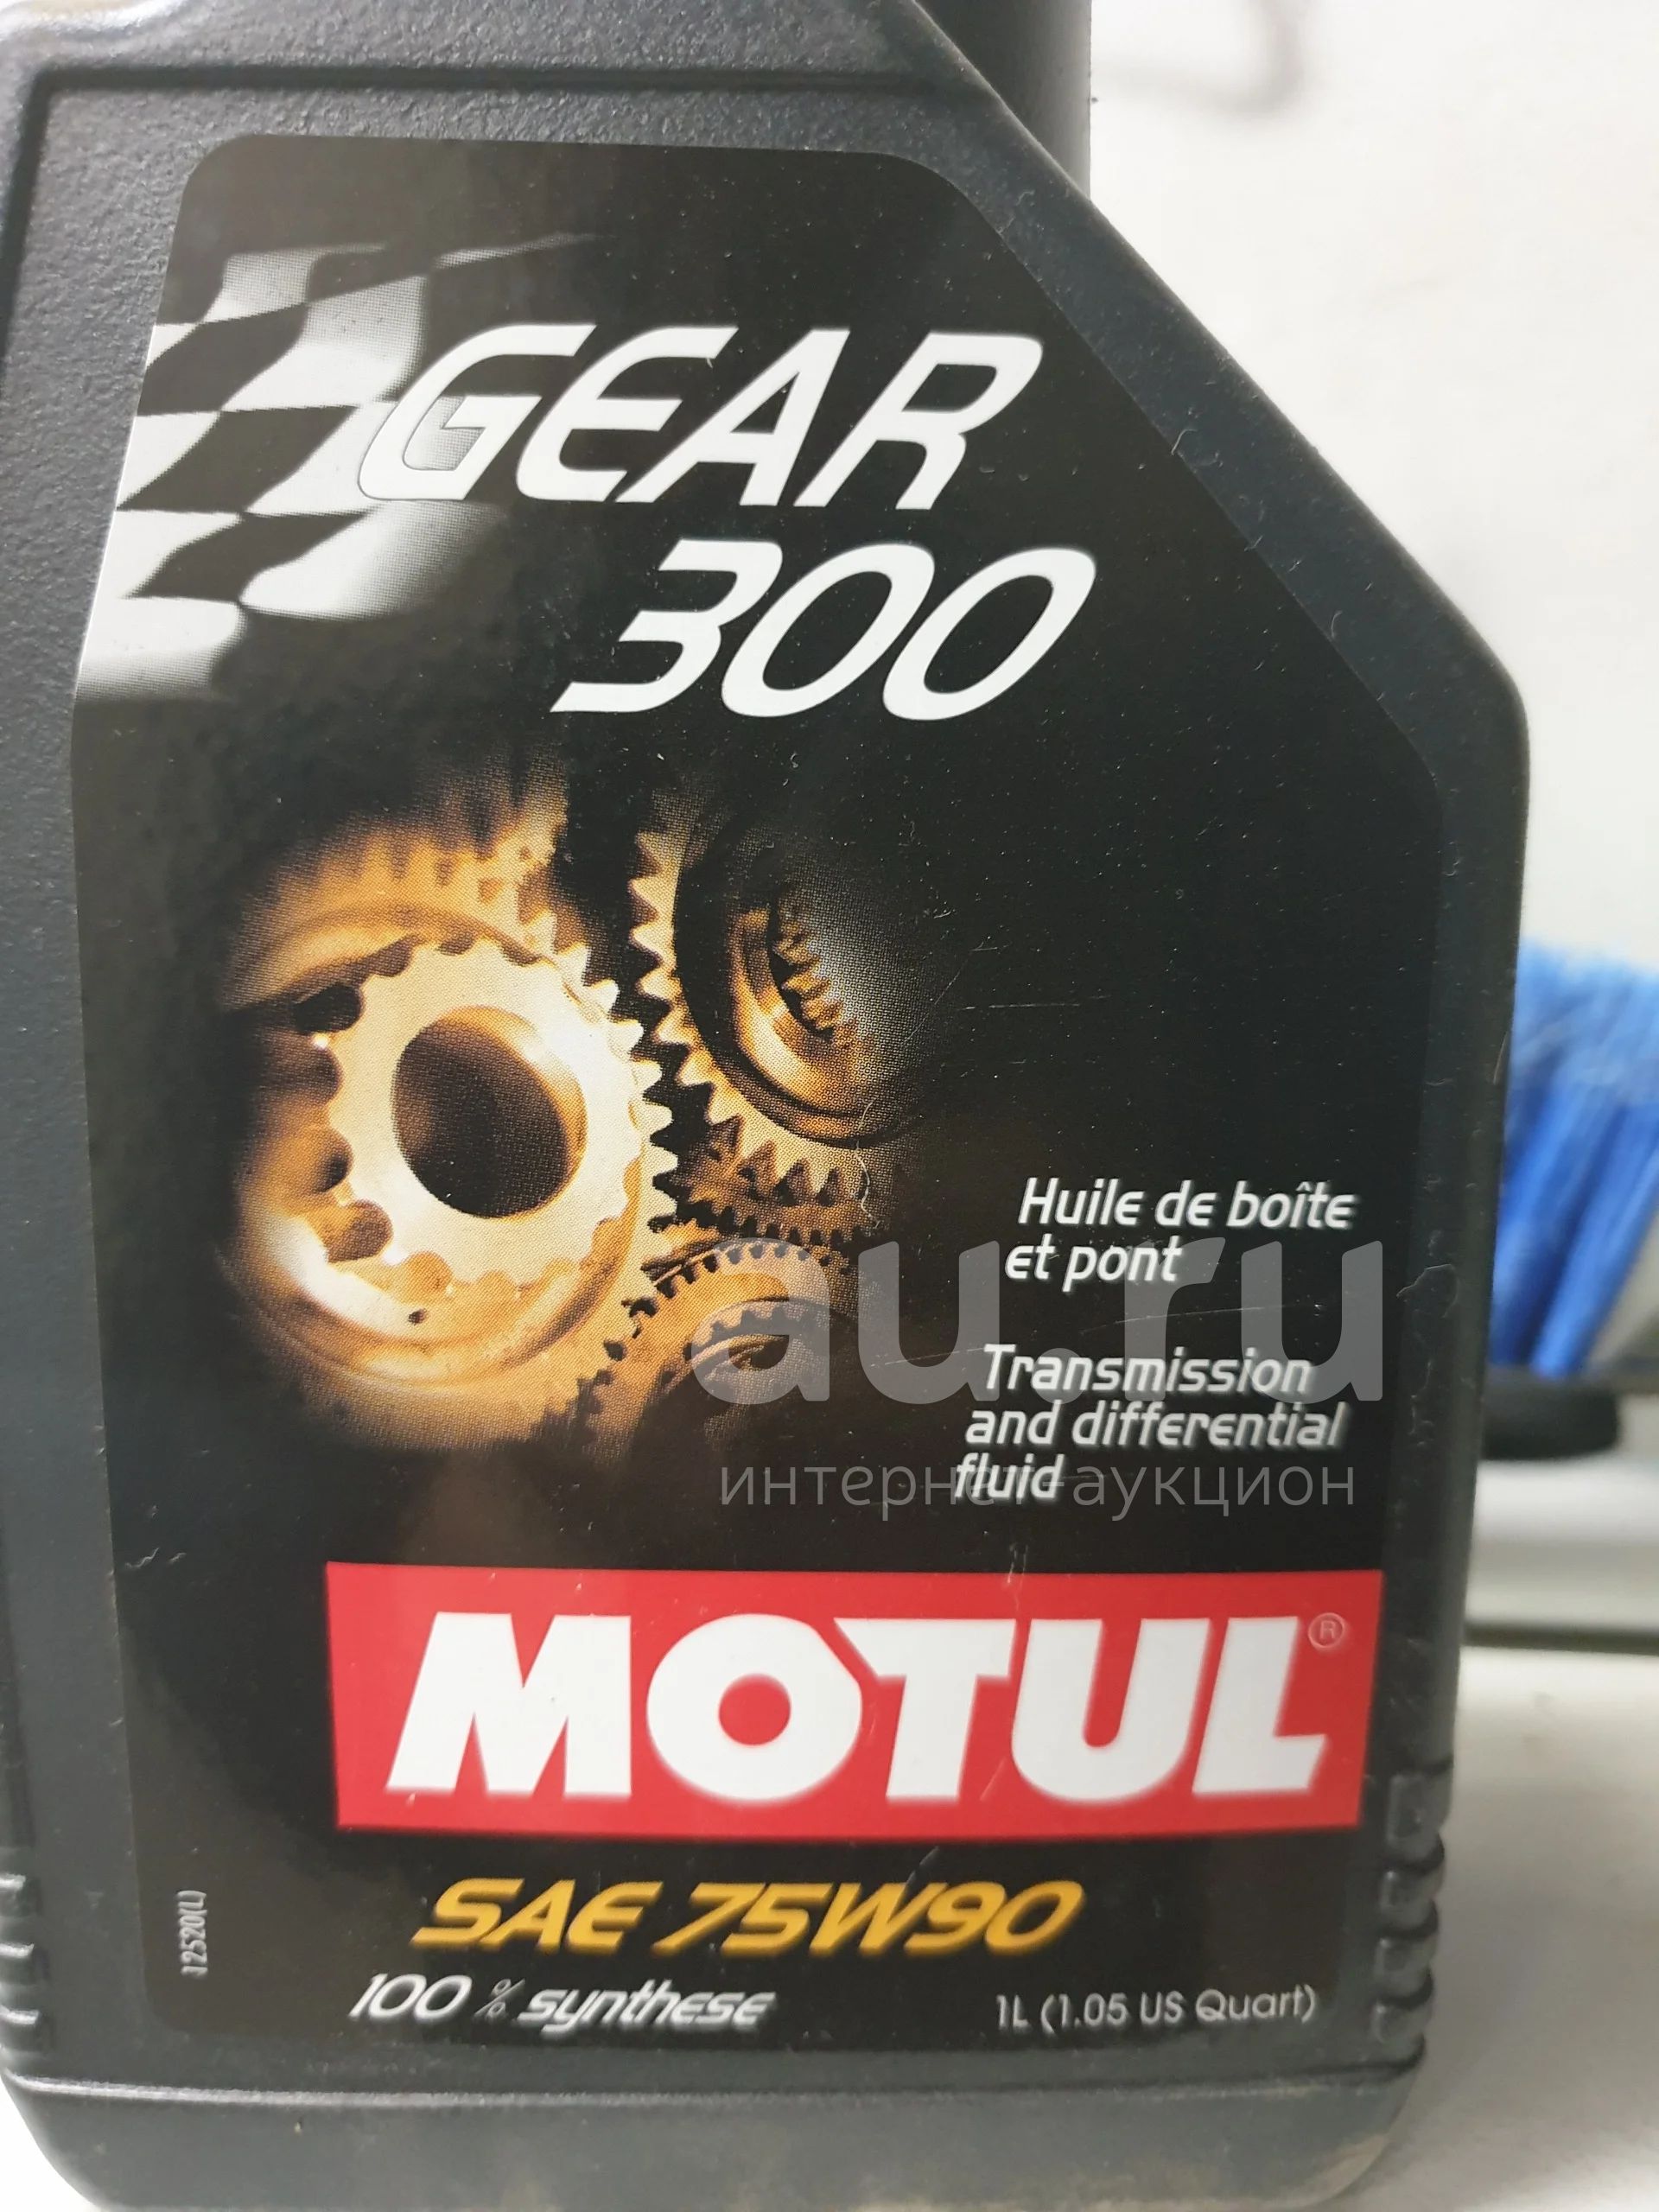 GEAR
300
Huile de boîte
et pont
Transmission
and differential
fluid
au.ru
интернет-аукцион
MOTUL®
SAE 75W90
100 % synthese
1L (1.05 US Quart)
12520(L)